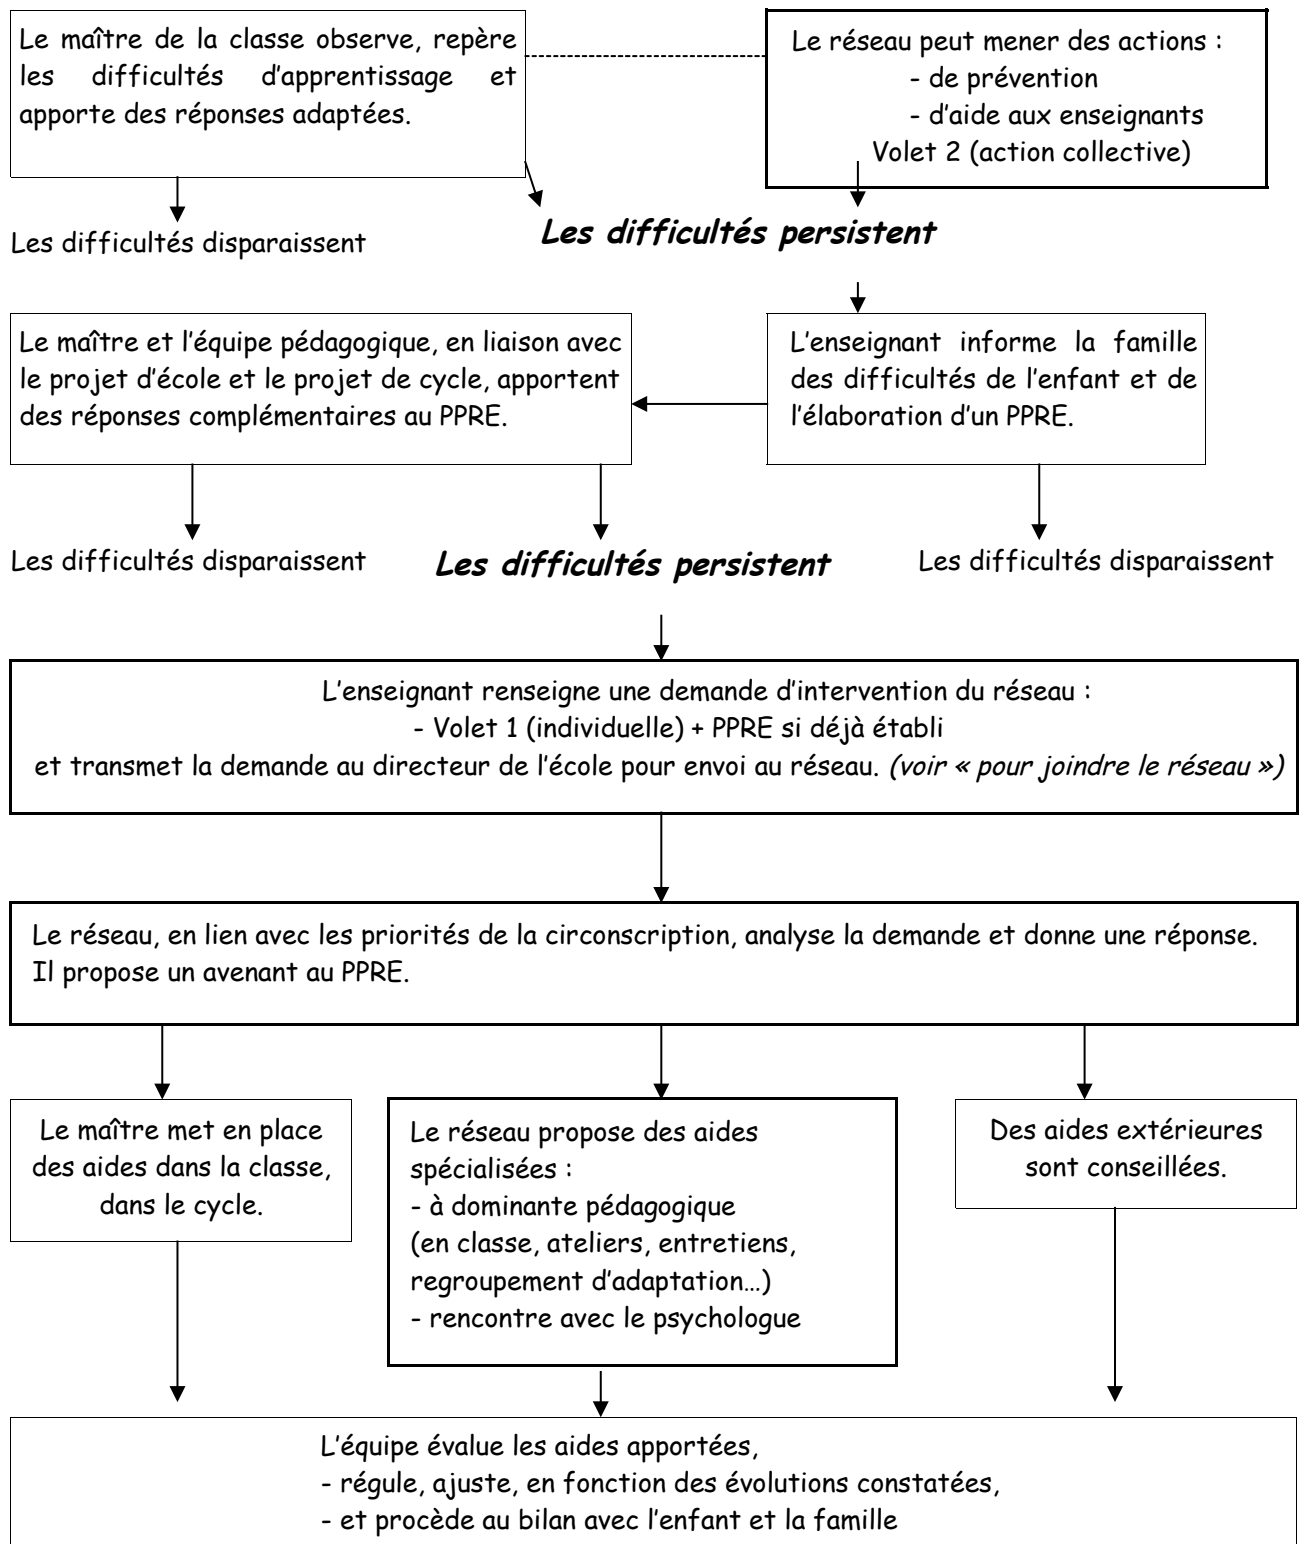 Le maître de la classe observe, repère
les difficultés d'apprentissage et
apporte des réponses adaptées.
Le réseau peut mener des actions :
- de prévention
- d'aide aux enseignants
Volet 2 (action collective)
Les difficultés disparaissent
Les difficultés persistent
Le maître et l'équipe pédagogique, en liaison avec
le projet d'école et le projet de cycle, apportent
des réponses complémentaires au PPRE.
L'enseignant informe la famille
des difficultés de l'enfant et de
l'élaboration d'un PPRE.
Les difficultés disparaissent
Les difficultés persistent
Les difficultés disparaissent
L'enseignant renseigne une demande d'intervention du réseau :
- Volet 1 (individuelle) + PPRE si déjà établi
et transmet la demande au directeur de l'école pour envoi au réseau. (voir « pour joindre le réseau »)
Le réseau, en lien avec les priorités de la circonscription, analyse la demande et donne une réponse.
Il propose un avenant au PPRE.
Le maître met en place
des aides dans la classe,
dans le cycle.
Le réseau propose des aides
spécialisées :
- à dominante pédagogique
(en classe, ateliers, entretiens,
regroupement d'adaptation…)
- rencontre avec le psychologue
Des aides extérieures
sont conseillées.
L'équipe évalue les aides apportées,
- régule, ajuste, en fonction des évolutions constatées,
- et procède au bilan avec l'enfant et la famille